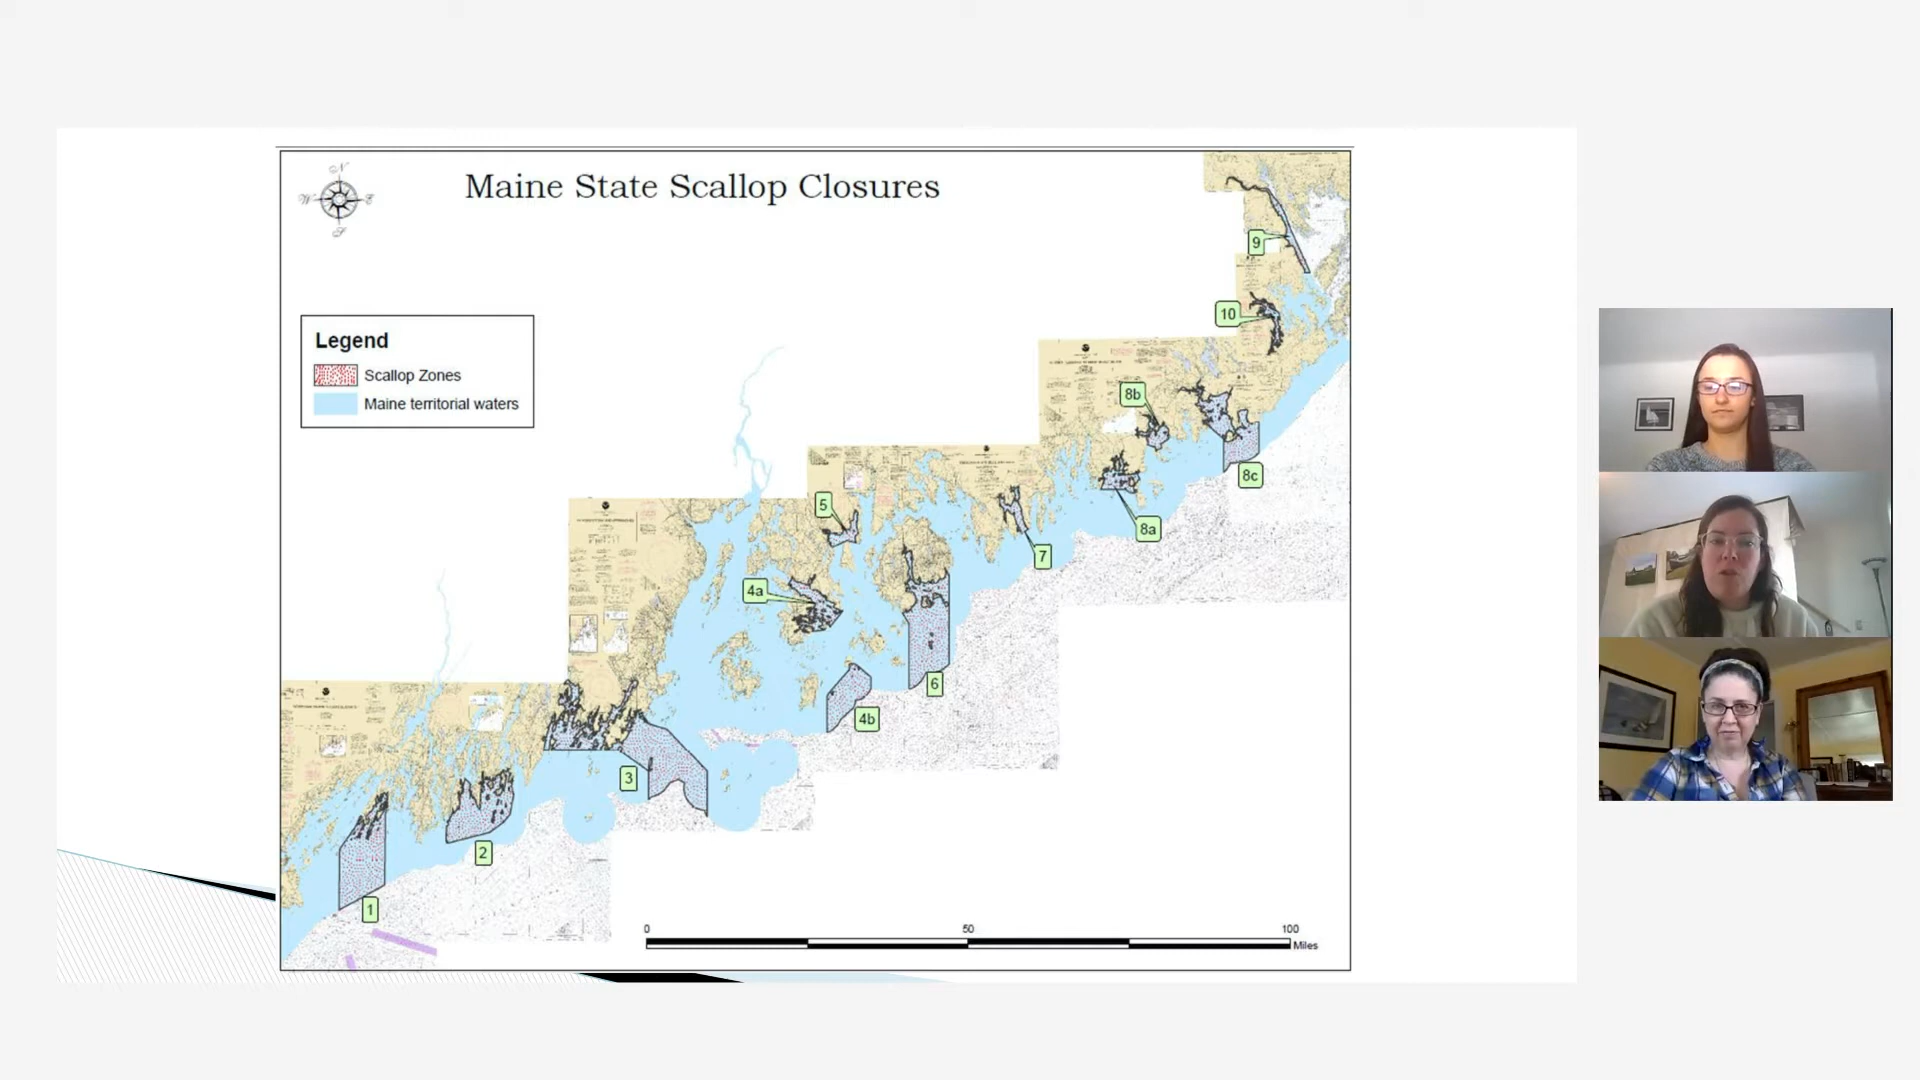 Maine State Scallop Closures
N
W
E
S
Legend
Scallop Zones
Maine territorial waters
9
10
8b
8c
5
8a
7
4a
6
4b
3
2
1
0
50
100
Miles